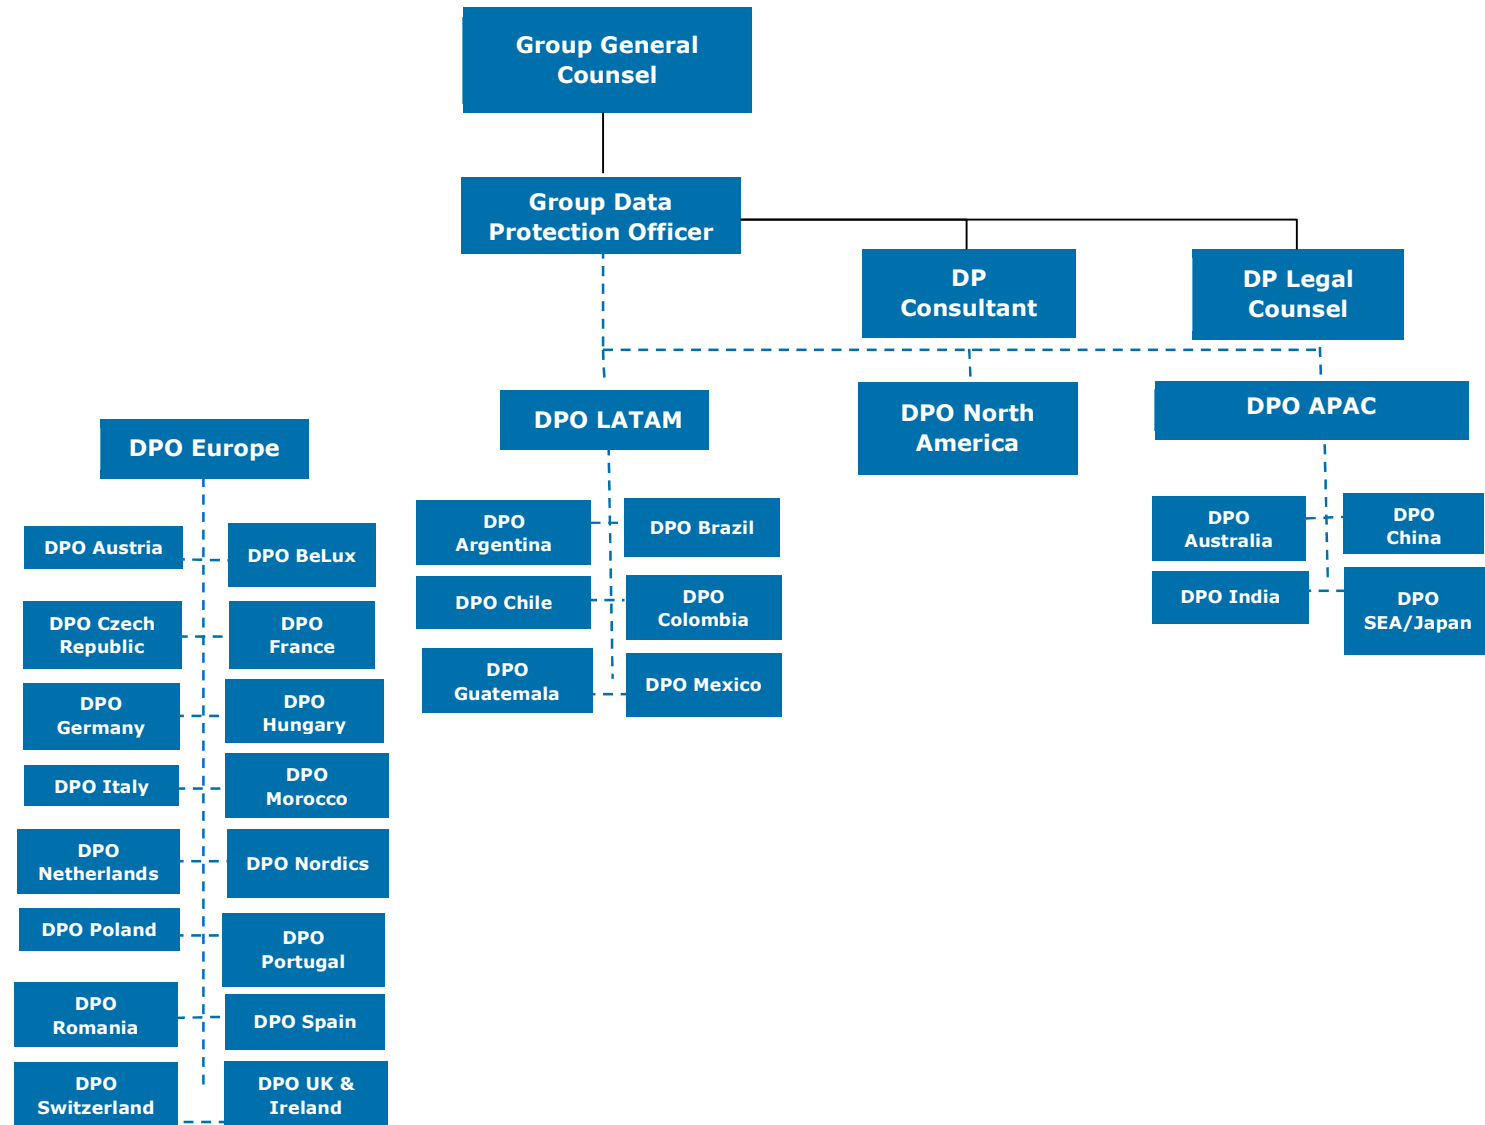 Group General
Counsel
Group Data
Protection Officer
DP
Consultant
DP Legal
Counsel
DPO Europe
DPO LATAM
DPO North
America
DPO APAC
DPO Austria
DPO BeLux
DPO Czech
Republic
DPO
France
DPO
Germany
DPO
Hungary
DPO Italy
DPO
Morocco
DPO
Netherlands
DPO Nordics
DPO Poland
DPO
Portugal
DPO
Romania
DPO Spain
DPO
Switzerland
DPO UK &
Ireland
DPO
Argentina
DPO Brazil
DPO Chile
DPO
Colombia
DPO
Guatemala
DPO Mexico
DPO
Australia
DPO
China
DPO India
DPO
SEA/Japan